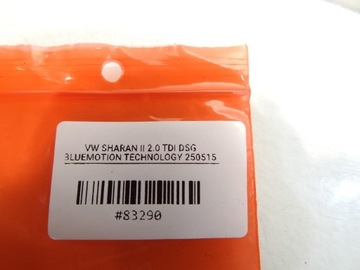 VW SHARAN II 2.0 TDI DSG
BLUEMOTION TECHNOLOGY 250515
#83290